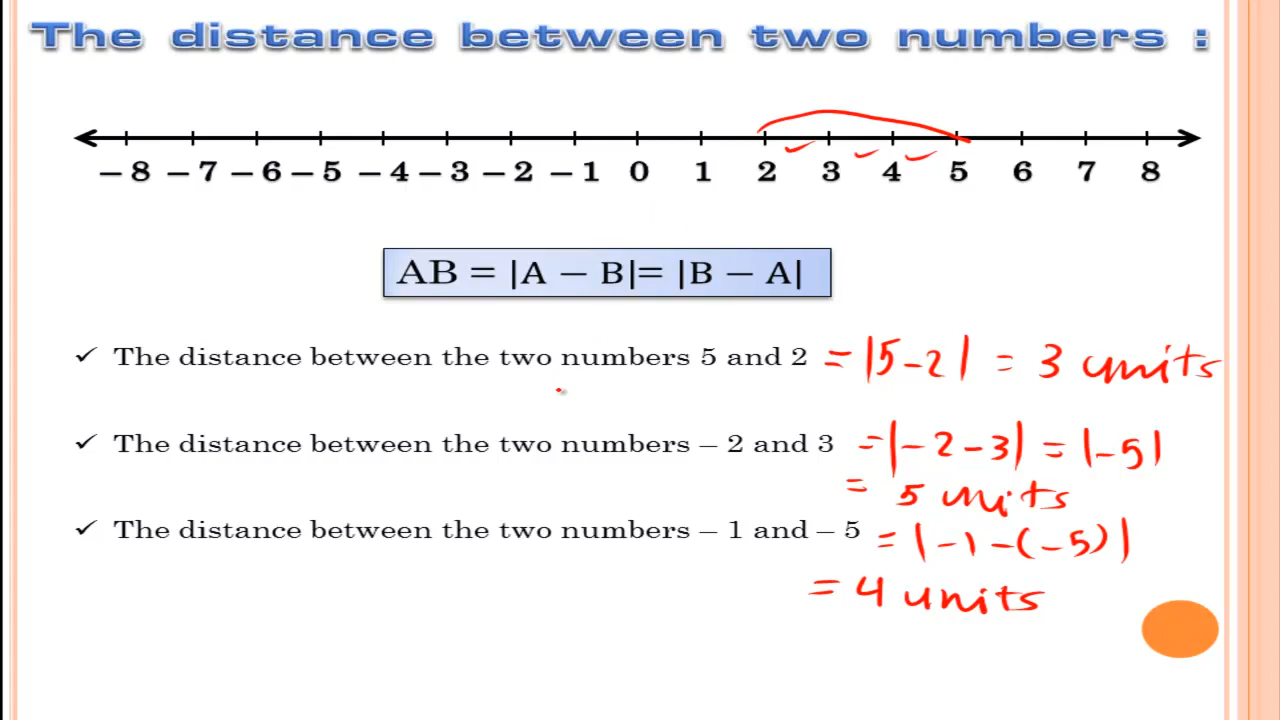 The distance between two numbers :
– 8 – 7 – 6 – 5 – 4 – 3 – 2 – 1 0 1 2 3 4 5 6 7 8
AB = |A – B|= |B – A|
✓ The distance between the two numbers 5 and 2 = |5-2| = 3 units
✓ The distance between the two numbers – 2 and 3 = |-2-3| = |-5|
= 5 units
✓ The distance between the two numbers – 1 and – 5 = |-1-(-5)|
= 4 units